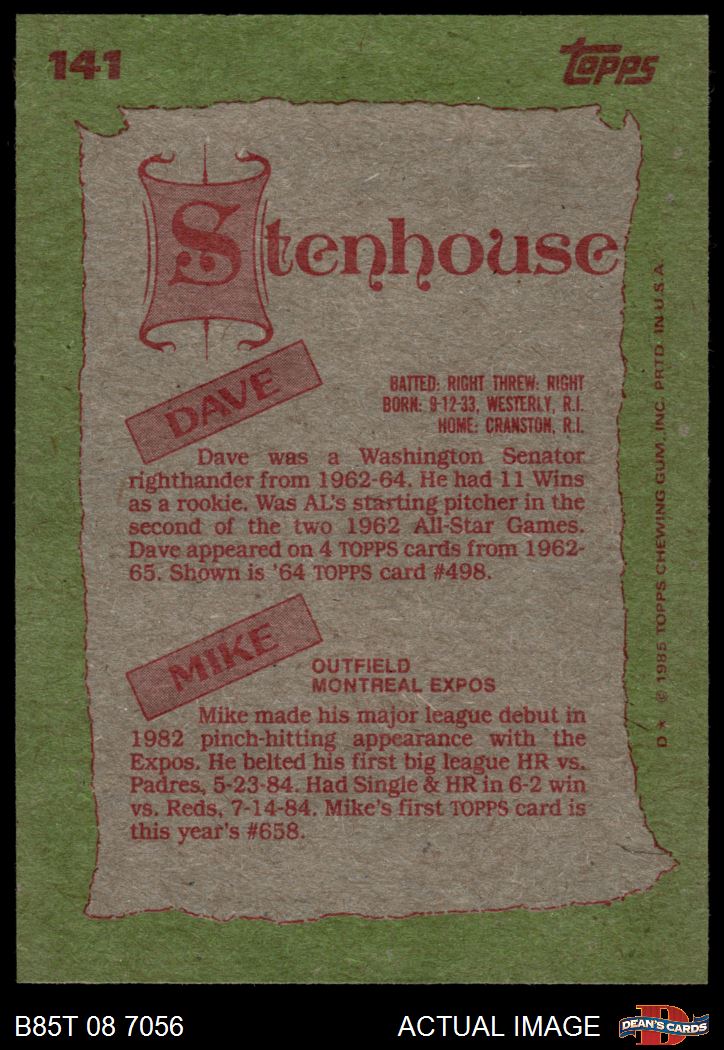 141
Topps
Stenhouse
DAVE
BATTED: RIGHT THREW: RIGHT
BORN: 9-12-33, WESTERLY, R.I.
HOME: CRANSTON, R.I.
Dave was a Washington Senator
righthander from 1962-64. He had 11 Wins
as a rookie. Was AL's starting pitcher in the
second of the two 1962 All-Star Games.
Dave appeared on 4 TOPPS cards from 1962-
65. Shown is '64 TOPPS card #498.
MIKE
OUTFIELD
MONTREAL EXPOS
Mike made his major league debut in
1982 pinch-hitting appearance with the
Expos. He belted his first big league HR vs.
Padres, 5-23-84. Had Single & HR in 6-2 win
vs. Reds, 7-14-84. Mike's first TOPPS card is
this year's #658.
D * © 1985 TOPPS CHEWING GUM, INC. PRTD. IN U.S.A.
B85T 08 7056
ACTUAL IMAGE
D
DEAN'S CARDS